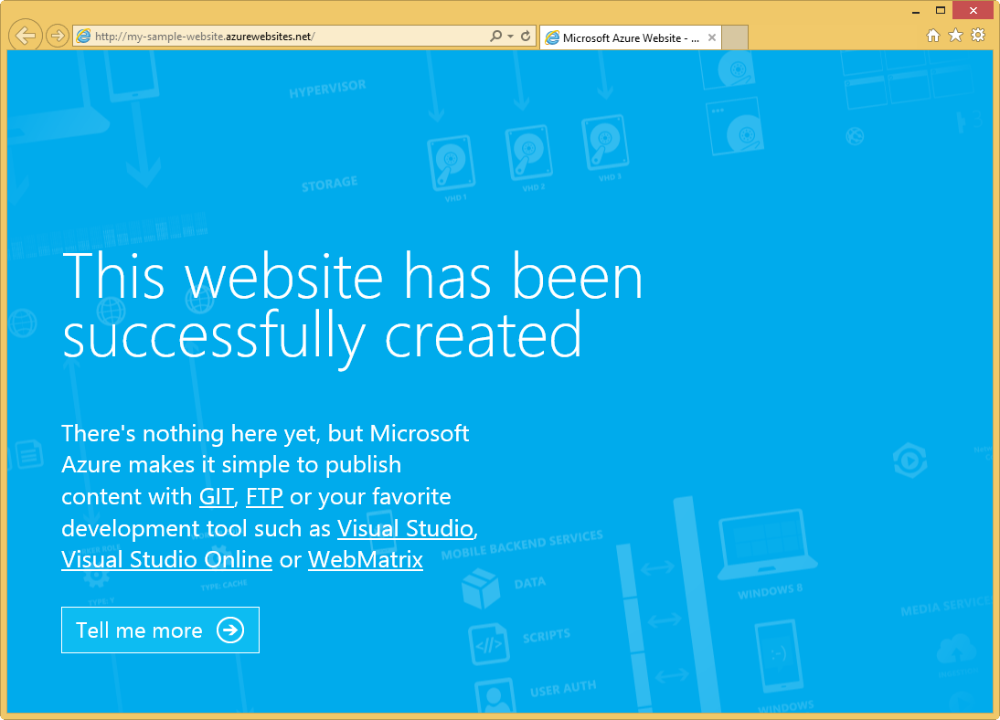 http://my-sample-website.azurewebsites.net/
Microsoft Azure Website - ...
HYPERVISOR
STORAGE
VHD 1
VHD 2
VHD 3
This website has been
successfully created
There's nothing here yet, but Microsoft
Azure makes it simple to publish
content with GIT, FTP or your favorite
development tool such as Visual Studio,
Visual Studio Online or WebMatrix
TYPE: Y
TYPE: CACHE
Tell me more
MOBILE BACKEND SERVICES
DATA
SCRIPTS
</>
USER AUTH
WINDOWS 8
:-)
WINDOWS
MEDIA SERVICES